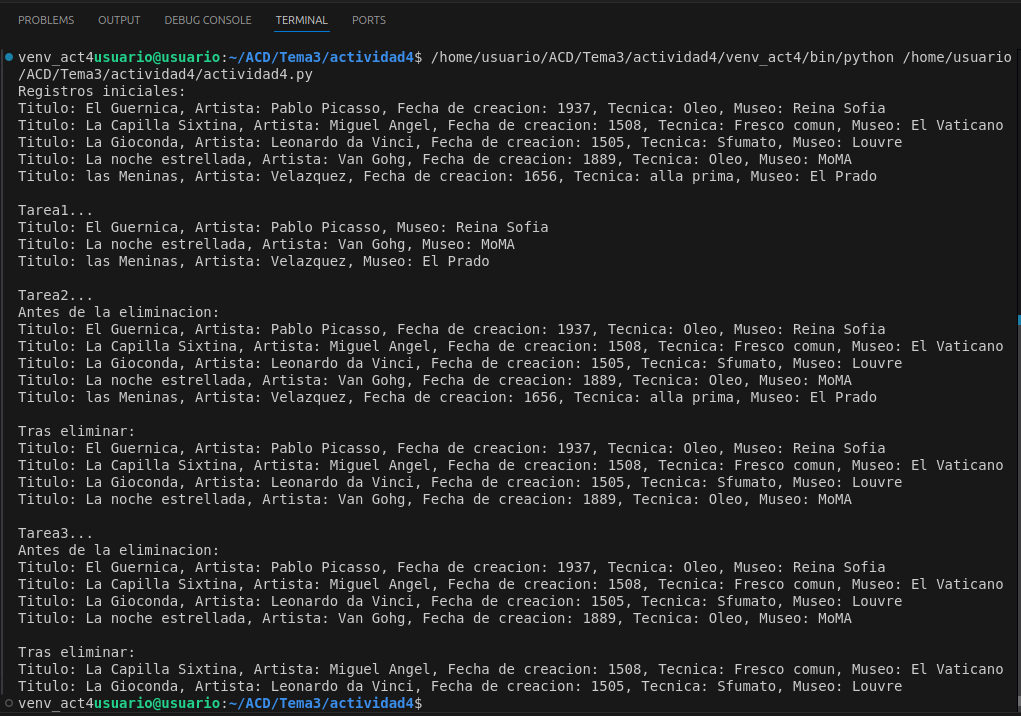 PROBLEMS OUTPUT DEBUG CONSOLE TERMINAL PORTS
venv_act4usuario@usuario:~/ACD/Tema3/actividad4$ /home/usuario/ACD/Tema3/actividad4/venv_act4/bin/python /home/usuario
/ACD/Tema3/actividad4/actividad4.py
Registros iniciales:
Titulo: El Guernica, Artista: Pablo Picasso, Fecha de creacion: 1937, Tecnica: Oleo, Museo: Reina Sofia
Titulo: La Capilla Sixtina, Artista: Miguel Angel, Fecha de creacion: 1508, Tecnica: Fresco comun, Museo: El Vaticano
Titulo: La Gioconda, Artista: Leonardo da Vinci, Fecha de creacion: 1505, Tecnica: Sfumato, Museo: Louvre
Titulo: La noche estrellada, Artista: Van Gohg, Fecha de creacion: 1889, Tecnica: Oleo, Museo: MoMA
Titulo: las Meninas, Artista: Velazquez, Fecha de creacion: 1656, Tecnica: alla prima, Museo: El Prado
Tarea1...
Titulo: El Guernica, Artista: Pablo Picasso, Museo: Reina Sofia
Titulo: La noche estrellada, Artista: Van Gohg, Museo: MoMA
Titulo: las Meninas, Artista: Velazquez, Museo: El Prado
Tarea2...
Antes de la eliminacion:
Titulo: El Guernica, Artista: Pablo Picasso, Fecha de creacion: 1937, Tecnica: Oleo, Museo: Reina Sofia
Titulo: La Capilla Sixtina, Artista: Miguel Angel, Fecha de creacion: 1508, Tecnica: Fresco comun, Museo: El Vaticano
Titulo: La Gioconda, Artista: Leonardo da Vinci, Fecha de creacion: 1505, Tecnica: Sfumato, Museo: Louvre
Titulo: La noche estrellada, Artista: Van Gohg, Fecha de creacion: 1889, Tecnica: Oleo, Museo: MoMA
Titulo: las Meninas, Artista: Velazquez, Fecha de creacion: 1656, Tecnica: alla prima, Museo: El Prado
Tras eliminar:
Titulo: El Guernica, Artista: Pablo Picasso, Fecha de creacion: 1937, Tecnica: Oleo, Museo: Reina Sofia
Titulo: La Capilla Sixtina, Artista: Miguel Angel, Fecha de creacion: 1508, Tecnica: Fresco comun, Museo: El Vaticano
Titulo: La Gioconda, Artista: Leonardo da Vinci, Fecha de creacion: 1505, Tecnica: Sfumato, Museo: Louvre
Titulo: La noche estrellada, Artista: Van Gohg, Fecha de creacion: 1889, Tecnica: Oleo, Museo: MoMA
Tarea3...
Antes de la eliminacion:
Titulo: El Guernica, Artista: Pablo Picasso, Fecha de creacion: 1937, Tecnica: Oleo, Museo: Reina Sofia
Titulo: La Capilla Sixtina, Artista: Miguel Angel, Fecha de creacion: 1508, Tecnica: Fresco comun, Museo: El Vaticano
Titulo: La Gioconda, Artista: Leonardo da Vinci, Fecha de creacion: 1505, Tecnica: Sfumato, Museo: Louvre
Titulo: La noche estrellada, Artista: Van Gohg, Fecha de creacion: 1889, Tecnica: Oleo, Museo: MoMA
Tras eliminar:
Titulo: La Capilla Sixtina, Artista: Miguel Angel, Fecha de creacion: 1508, Tecnica: Fresco comun, Museo: El Vaticano
Titulo: La Gioconda, Artista: Leonardo da Vinci, Fecha de creacion: 1505, Tecnica: Sfumato, Museo: Louvre
venv_act4usuario@usuario:~/ACD/Tema3/actividad4$